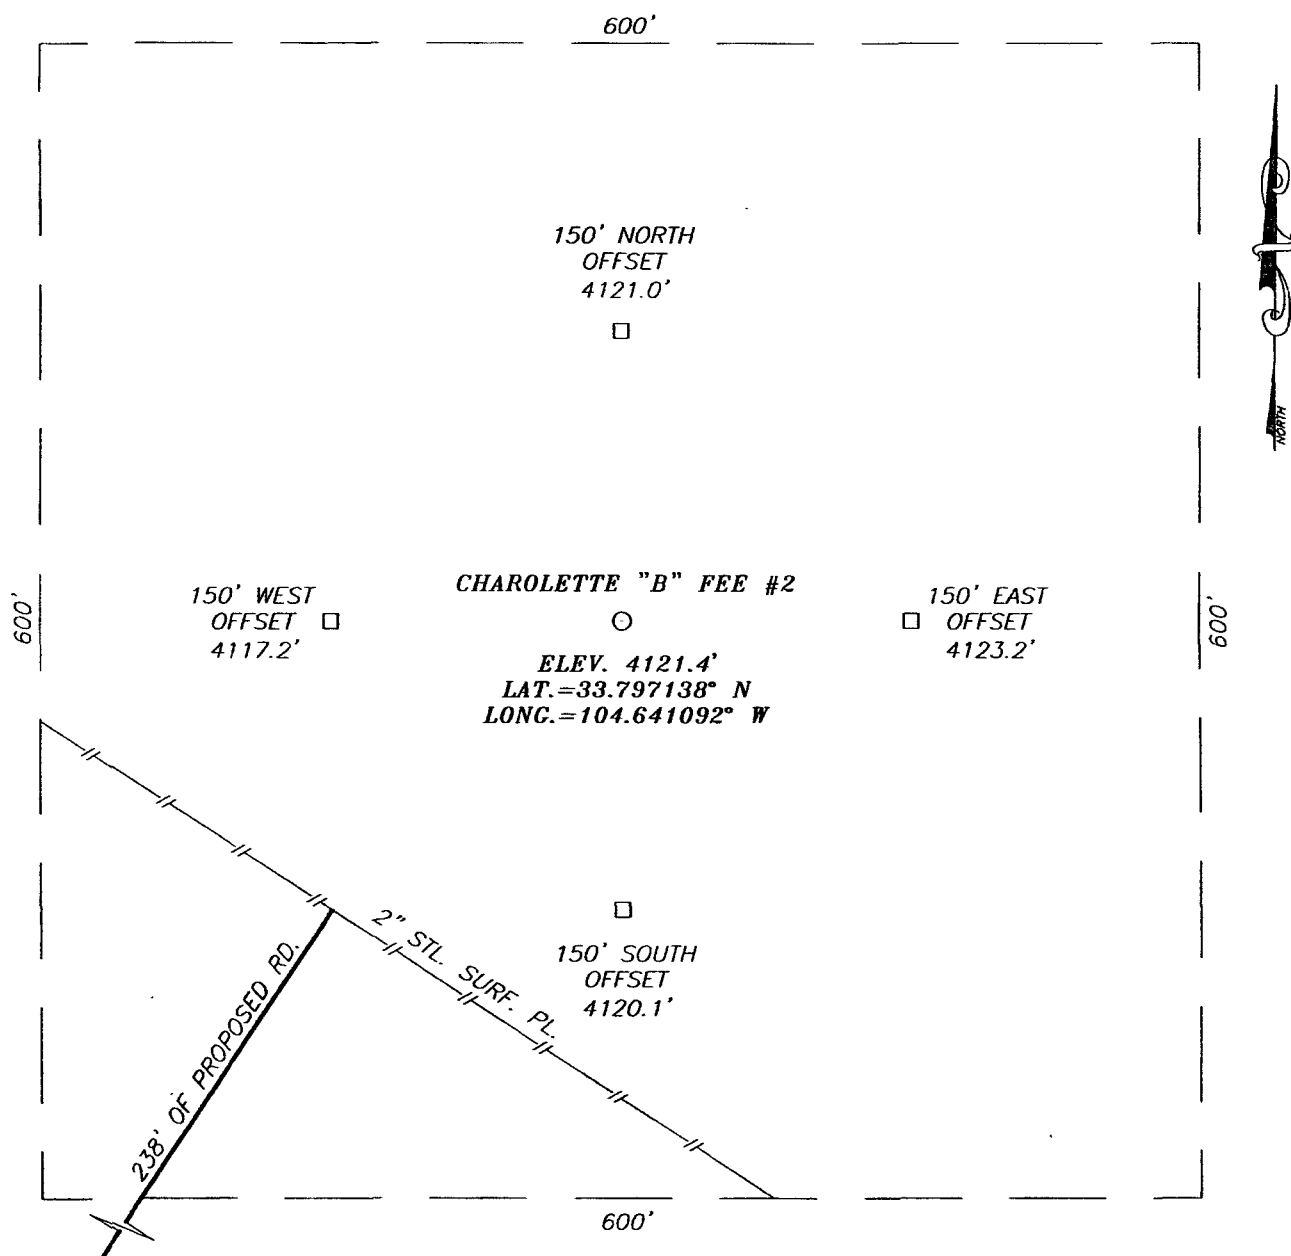 600'
150' NORTH
OFFSET
4121.0'
NORTH
CHAROLETTE "B" FEE #2
150' WEST
OFFSET
4117.2'
150' EAST
OFFSET
4123.2'
600'
600'
ELEV. 4121.4'
LAT.=33.797138° N
LONG.=104.641092° W
2" STL. SURF. PL.
150' SOUTH
OFFSET
4120.1'
238' OF PROPOSED RD.
600'